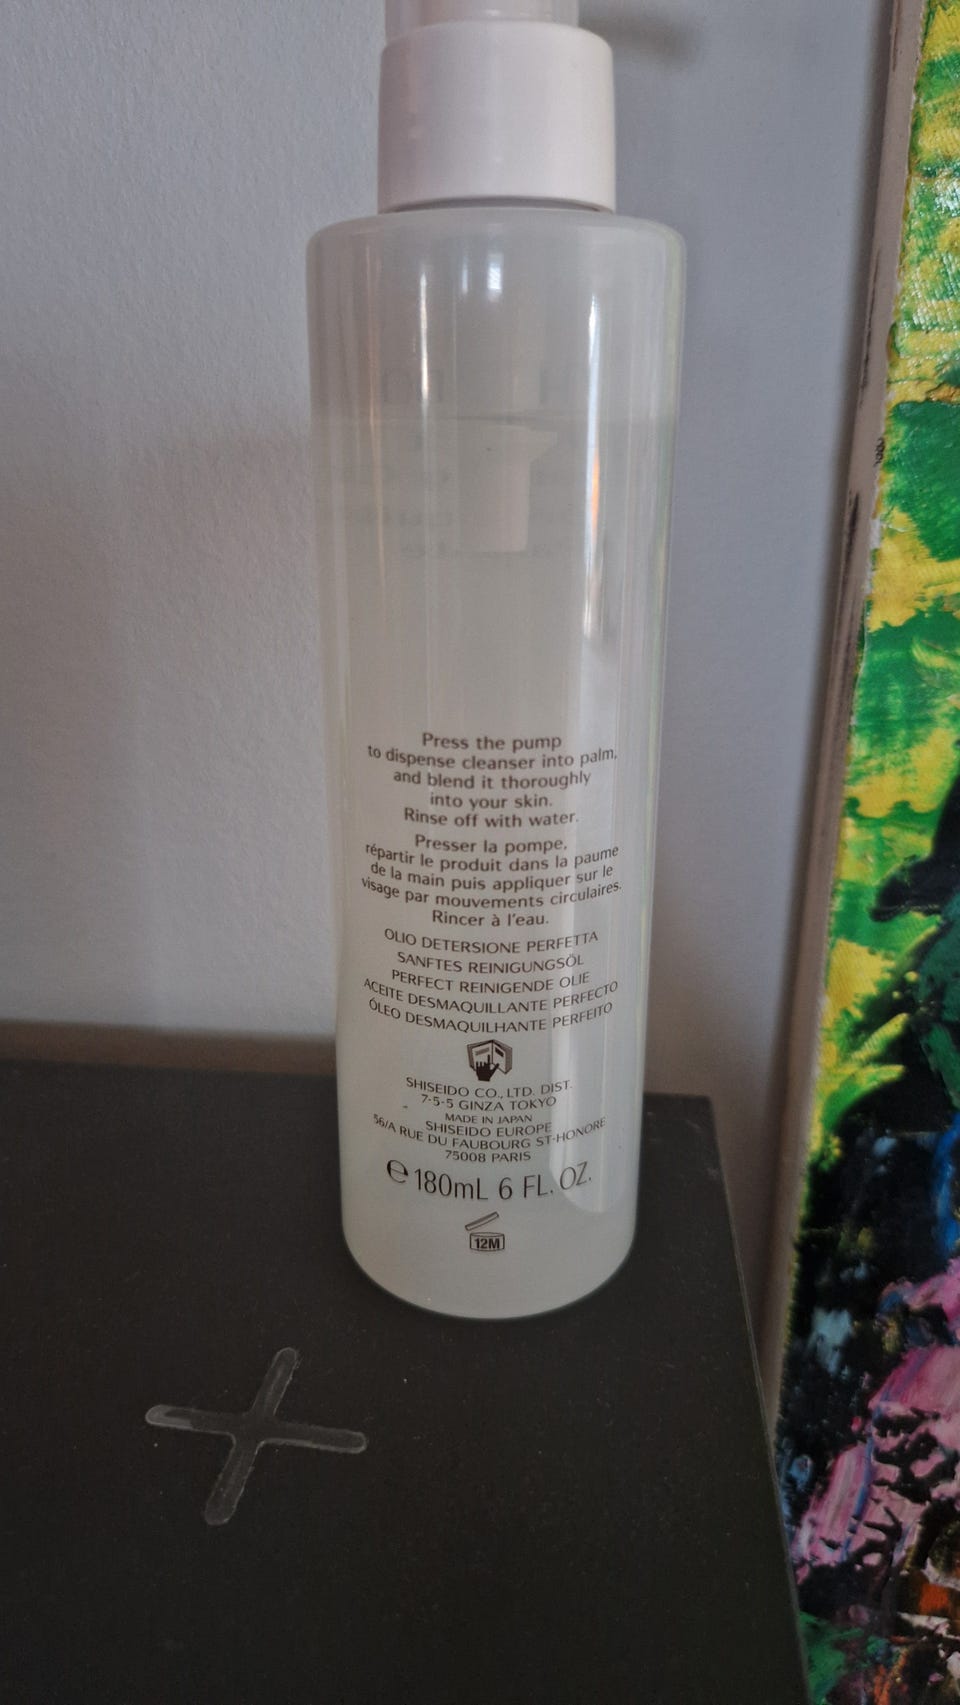 Press the pump
to dispense cleanser into palm,
and blend it thoroughly
into your skin.
Rinse off with water.
Presser la pompe,
répartir le produit dans la paume
de la main puis appliquer sur le
visage par mouvements circulaires.
Rincer à l'eau.
OLIO DETERSIONE PERFETTA
SANFTES REINIGUNGSÖL
PERFECT REINIGENDE OLIE
ACEITE DESMAQUILLANTE PERFECTO
ÓLEO DESMAQUILHANTE PERFEITO
SHISEIDO CO., LTD. DIST.
7-5-5 GINZA TOKYO
MADE IN JAPAN
SHISEIDO EUROPE
56/A RUE DU FAUBOURG ST-HONORE
75008 PARIS
℮ 180mL 6 FL. OZ.
12M